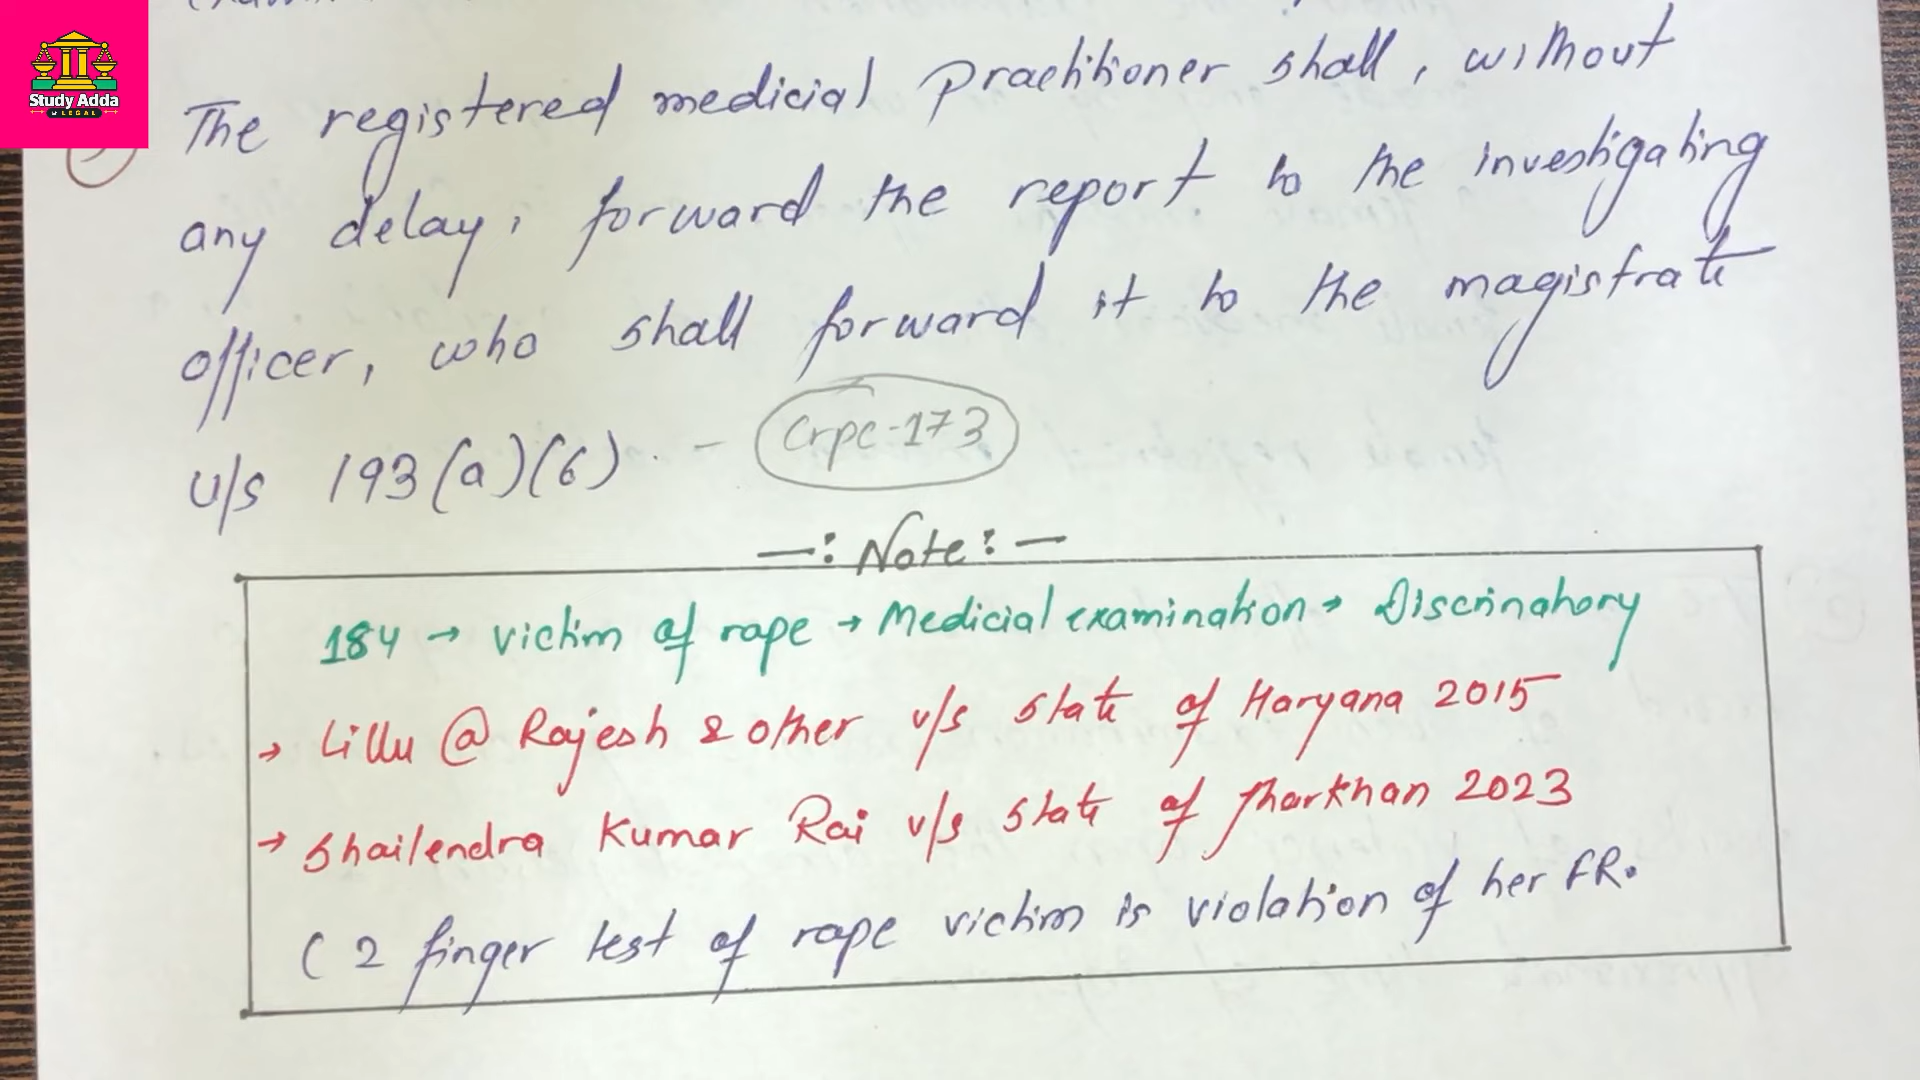 Study Adda
LEGAL
The registered medicial practitioner shall, without
any delay, forward the report to the investigating
officer, who shall forward it to the magistrate
u/s 193(a)(6). - Crpc-173
—: Note: —
184 → victim of rape → Medicial examination → Discrinatory
→ Lillu @ Rajesh & other v/s state of Haryana 2015
→ Shailendra Kumar Rai v/s state of Jharkhan 2023
( 2 finger test of rape victim is violation of her FR.